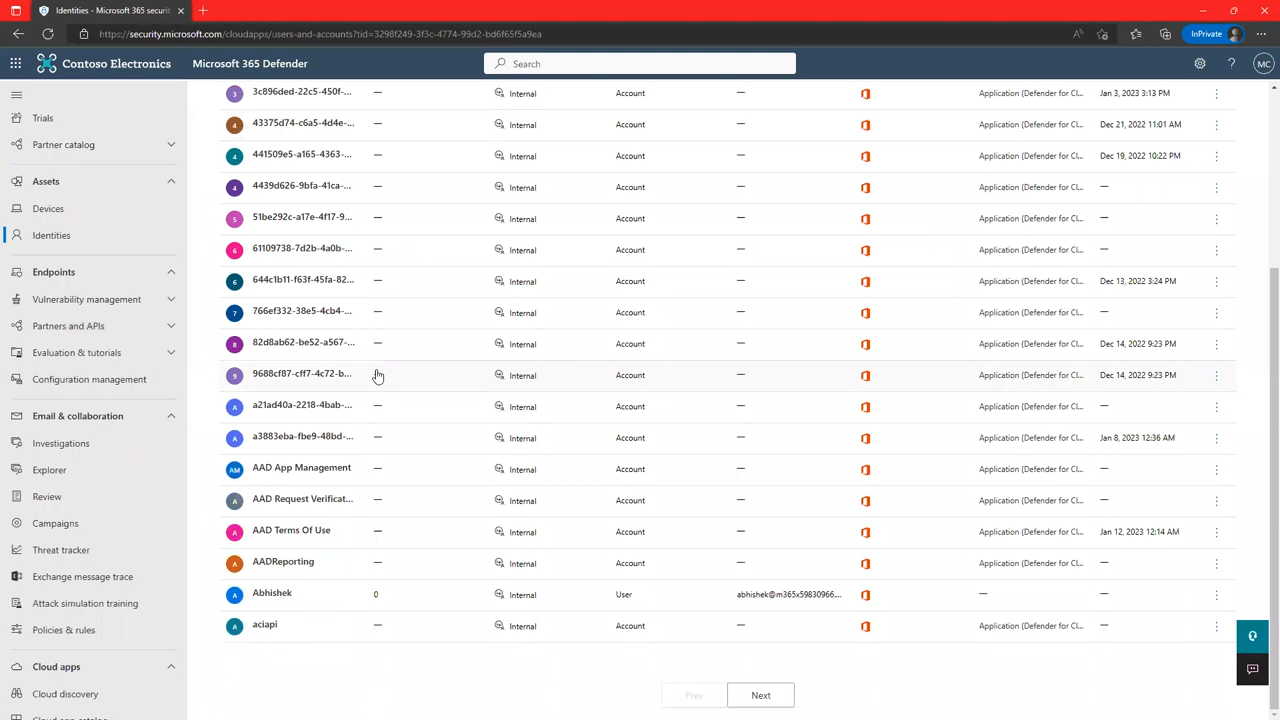 Identities - Microsoft 365 securit
https://security.microsoft.com/cloudapps/users-and-accounts?tid=3298f249-3f3c-4774-99d2-bd6f65f5a9ea
InPrivate
Contoso Electronics
Microsoft 365 Defender
Search
MC
Trials
Partner catalog
Assets
Devices
Identities
Endpoints
Vulnerability management
Partners and APIs
Evaluation & tutorials
Configuration management
Email & collaboration
Investigations
Explorer
Review
Campaigns
Threat tracker
Exchange message trace
Attack simulation training
Policies & rules
Cloud apps
Cloud discovery
3 3c896ded-22c5-450f-... — Internal Account — Application (Defender for Cl... Jan 3, 2023 3:13 PM
4 43375d74-c6a5-4d4e-... — Internal Account — Application (Defender for Cl... Dec 21, 2022 11:01 AM
4 441509e5-a165-4363-... — Internal Account — Application (Defender for Cl... Dec 19, 2022 10:22 PM
4 4439d626-9bfa-41ca-... — Internal Account — Application (Defender for Cl... —
5 51be292c-a17e-4f17-9... — Internal Account — Application (Defender for Cl... —
6 61109738-7d2b-4a0b-... — Internal Account — Application (Defender for Cl... —
6 644c1b11-f63f-45fa-82... — Internal Account — Application (Defender for Cl... Dec 13, 2022 3:24 PM
7 766ef332-38e5-4cb4-... — Internal Account — Application (Defender for Cl... —
8 82d8ab62-be52-a567-... — Internal Account — Application (Defender for Cl... Dec 14, 2022 9:23 PM
9 9688cf87-cff7-4c72-b... — Internal Account — Application (Defender for Cl... Dec 14, 2022 9:23 PM
A a21ad40a-2218-4bab-... — Internal Account — Application (Defender for Cl... —
A a3883eba-fbe9-48bd-... — Internal Account — Application (Defender for Cl... Jan 8, 2023 12:36 AM
AM AAD App Management — Internal Account — Application (Defender for Cl... —
A AAD Request Verificat... — Internal Account — Application (Defender for Cl... —
A AAD Terms Of Use — Internal Account — Application (Defender for Cl... Jan 12, 2023 12:14 AM
A AADReporting — Internal Account — Application (Defender for Cl... —
A Abhishek 0 Internal User abhishek@m365x59830966.... — —
A aciapi — Internal Account — Application (Defender for Cl... —
Prev Next